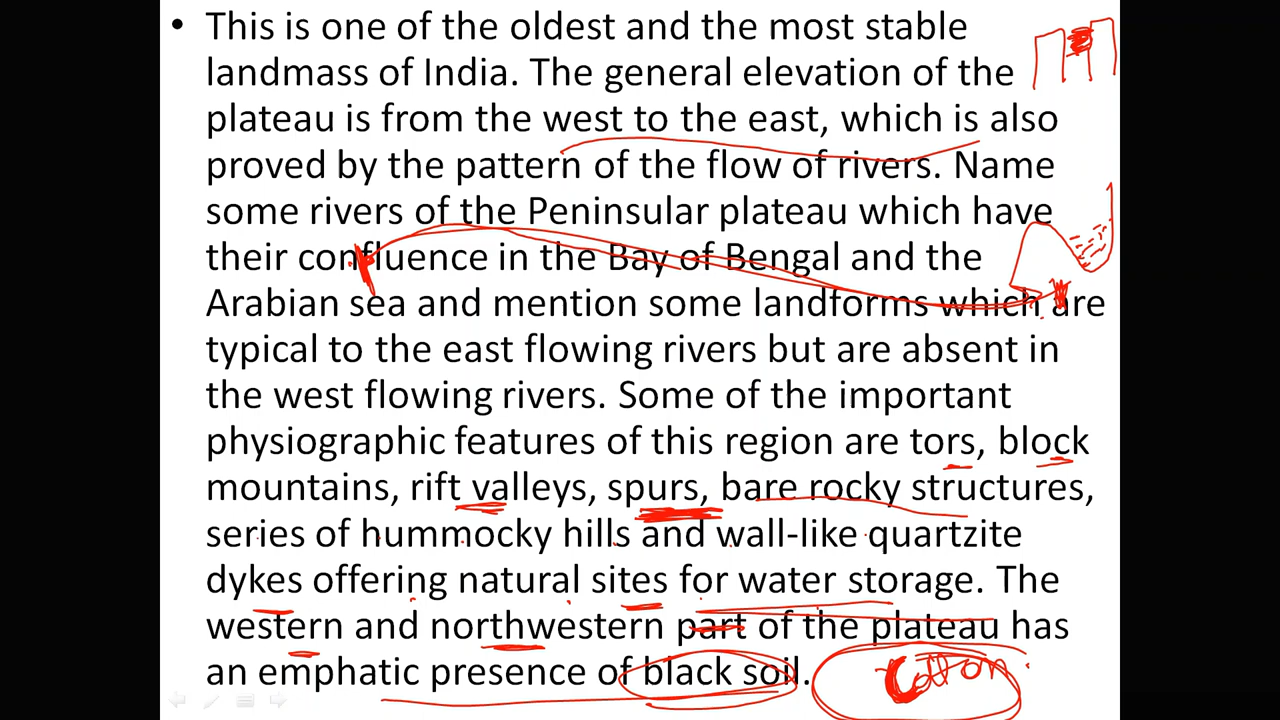 • This is one of the oldest and the most stable
landmass of India. The general elevation of the
plateau is from the west to the east, which is also
proved by the pattern of the flow of rivers. Name
some rivers of the Peninsular plateau which have
their confluence in the Bay of Bengal and the
Arabian sea and mention some landforms which are
typical to the east flowing rivers but are absent in
the west flowing rivers. Some of the important
physiographic features of this region are tors, block
mountains, rift valleys, spurs, bare rocky structures,
series of hummocky hills and wall-like quartzite
dykes offering natural sites for water storage. The
western and northwestern part of the plateau has
an emphatic presence of black soil.
Cotton